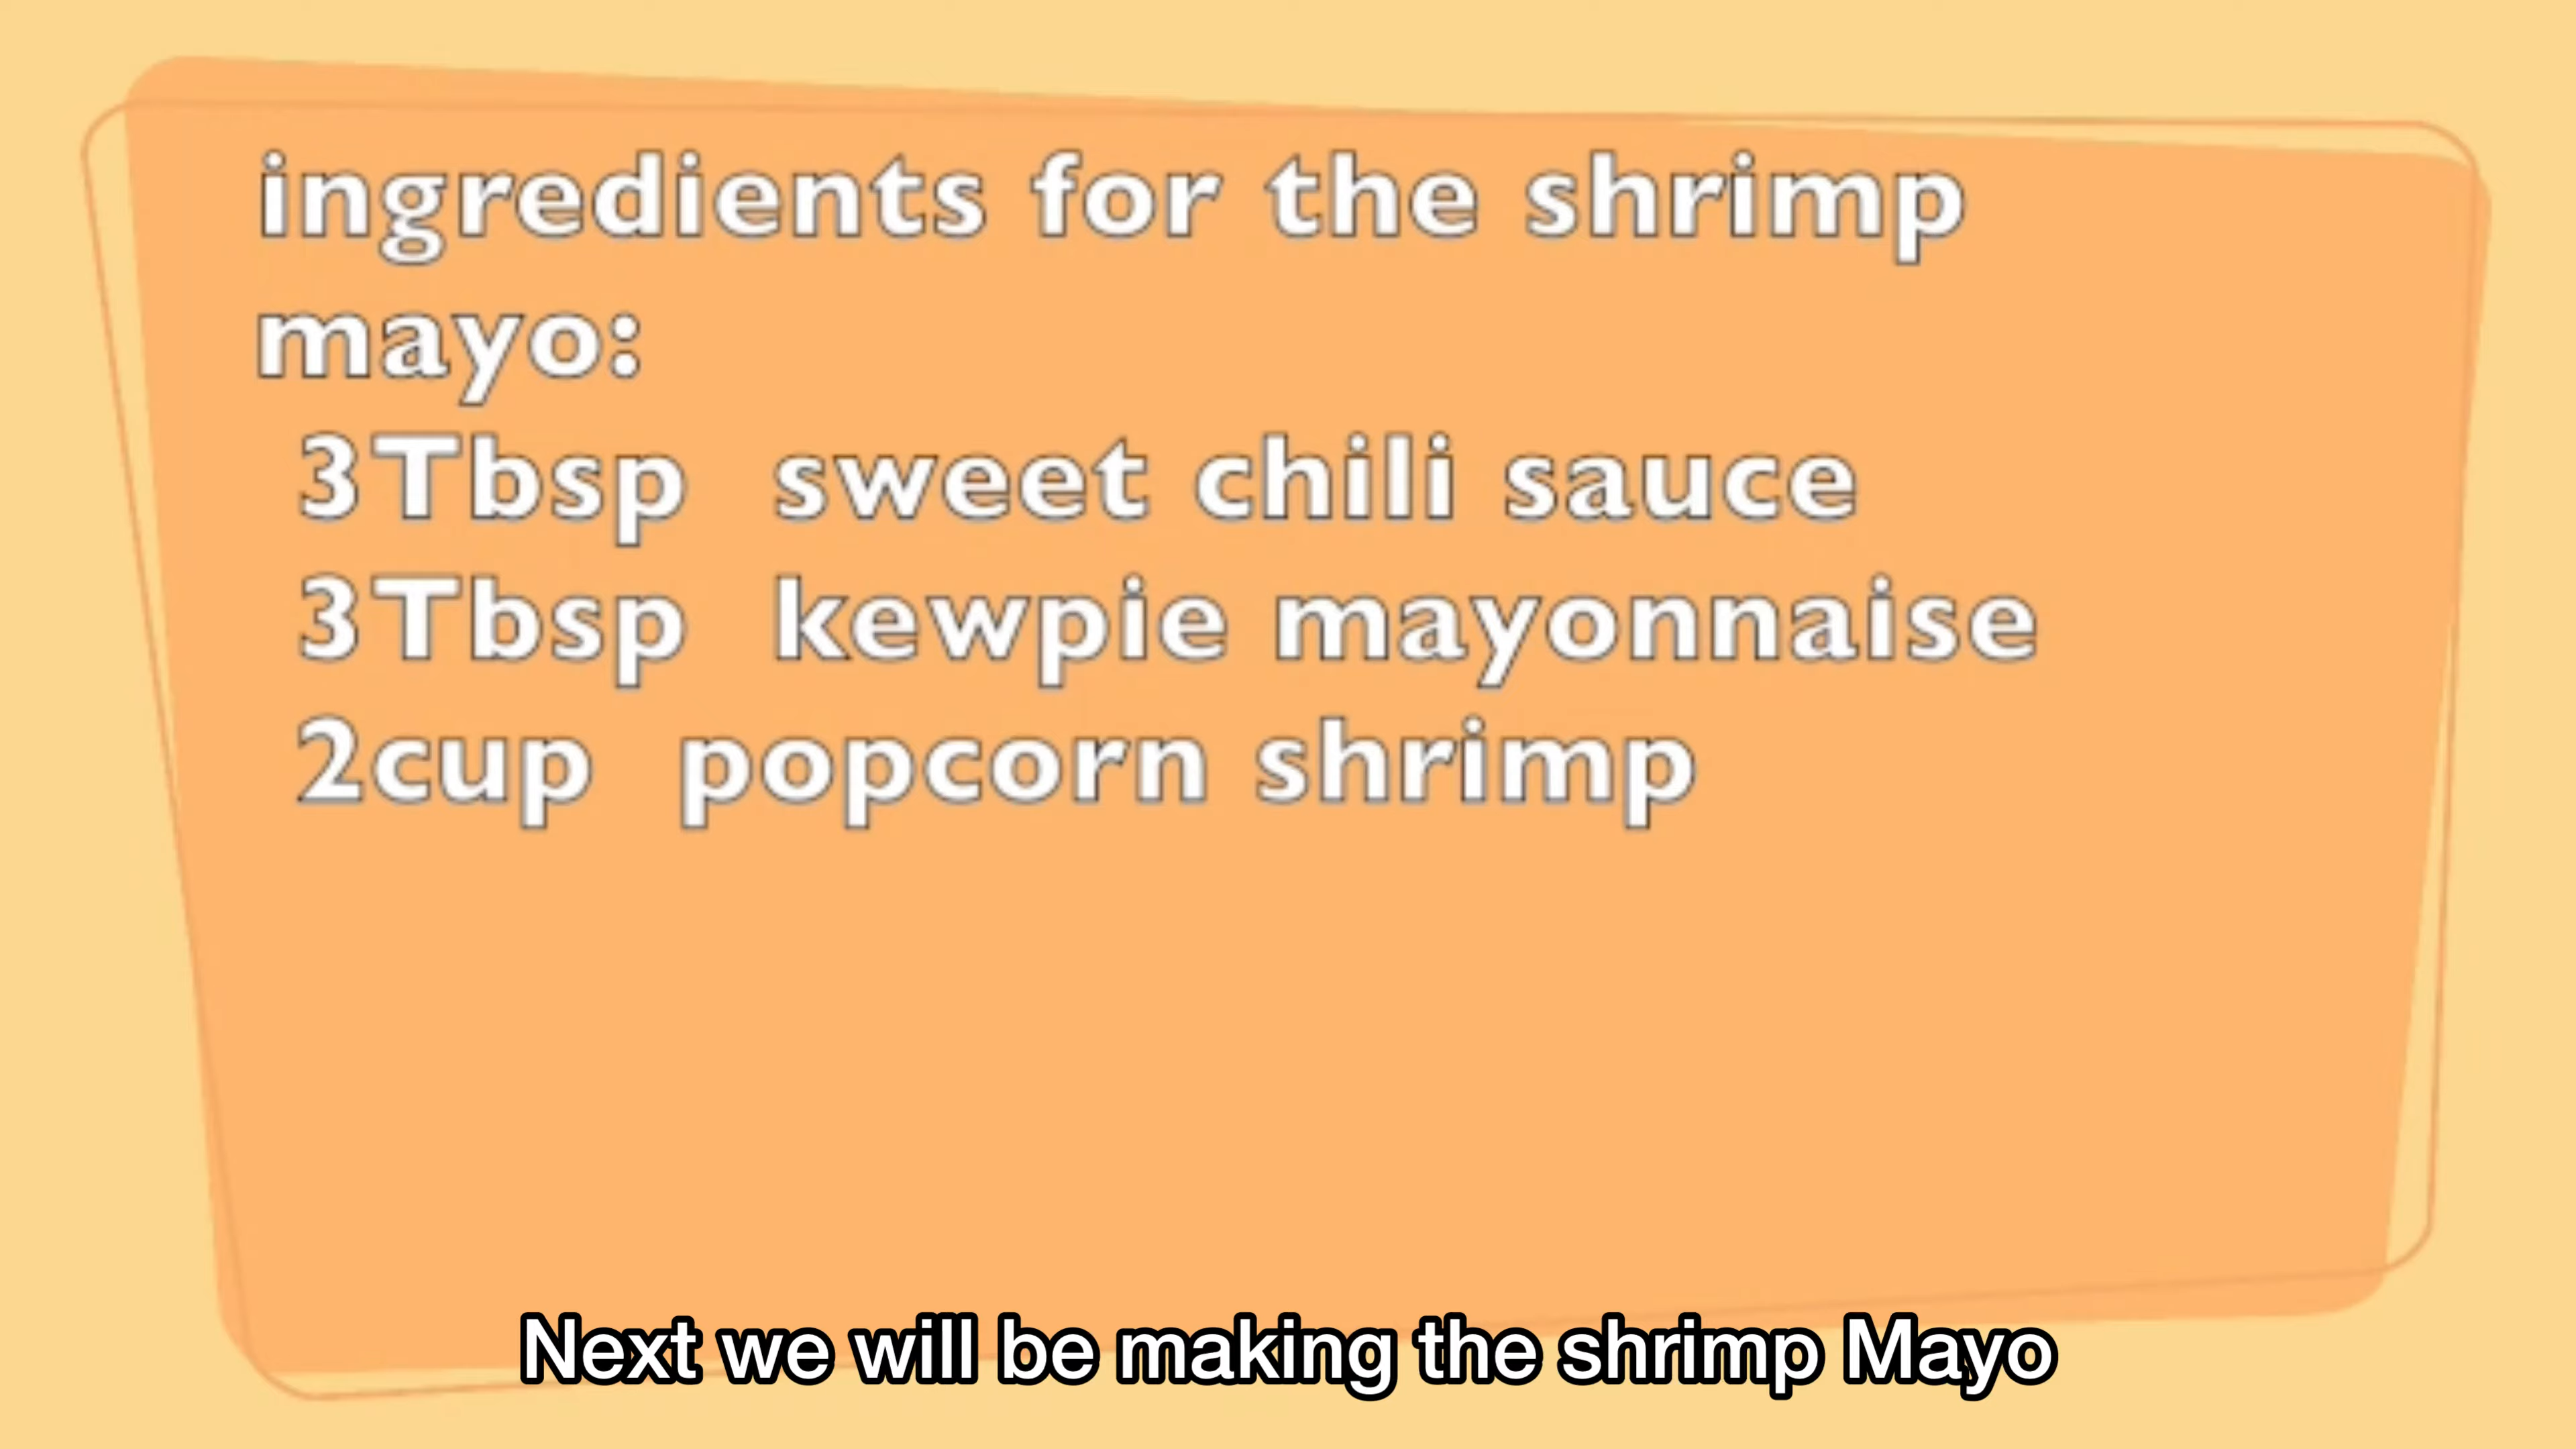 ingredients for the shrimp
mayo:
3Tbsp sweet chili sauce
3Tbsp kewpie mayonnaise
2cup popcorn shrimp
Next we will be making the shrimp Mayo